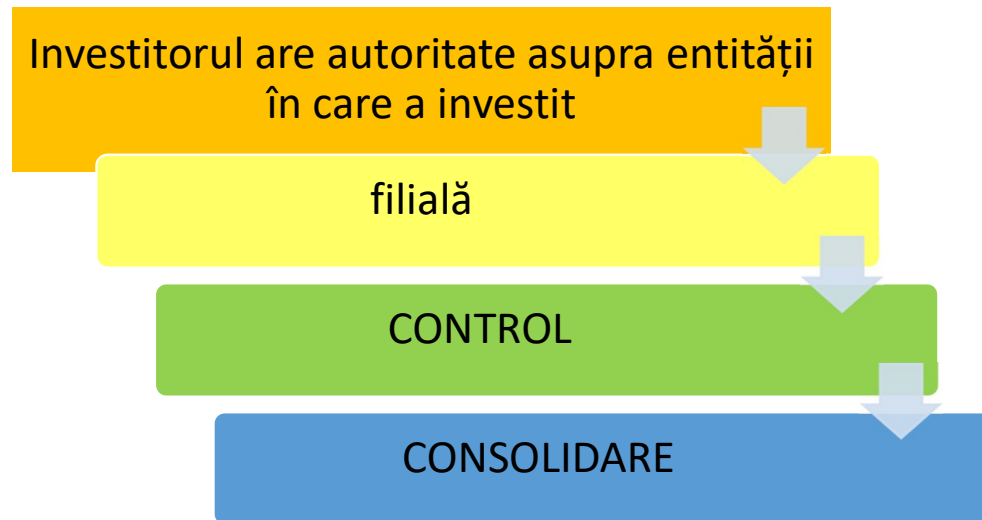 Investitorul are autoritate asupra entității
în care a investit
filială
CONTROL
CONSOLIDARE